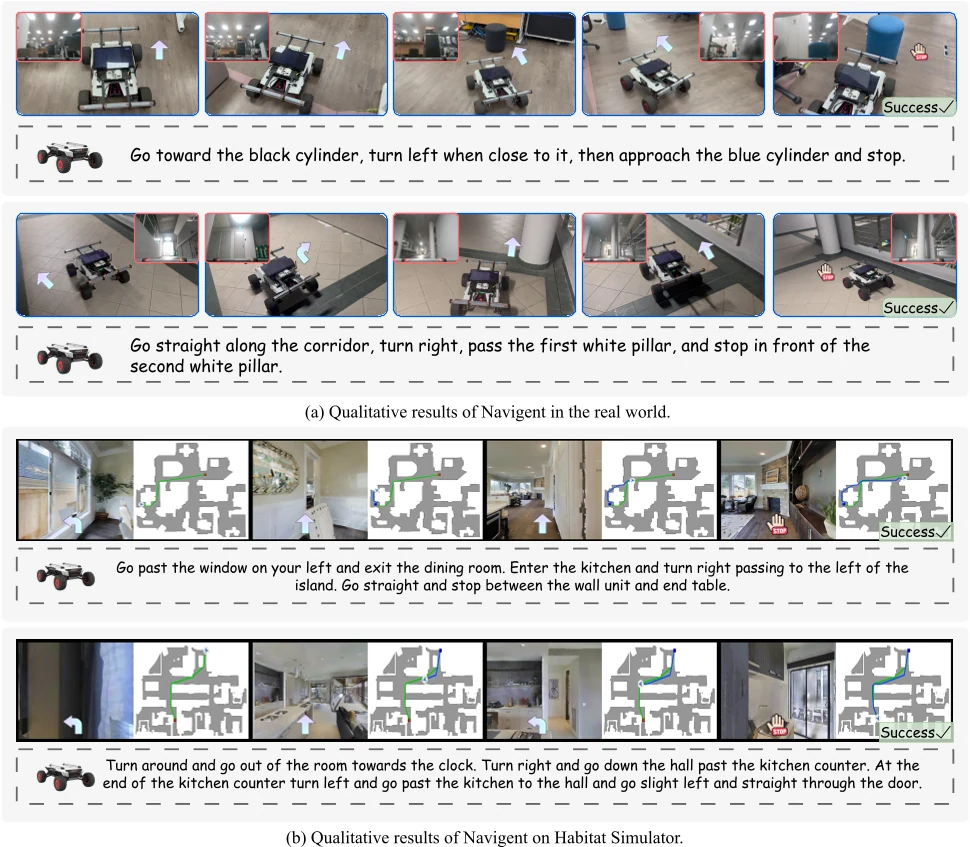 STOP
Success✓
Go toward the black cylinder, turn left when close to it, then approach the blue cylinder and stop.
STOP
Success✓
Go straight along the corridor, turn right, pass the first white pillar, and stop in front of the
second white pillar.
(a) Qualitative results of Navigent in the real world.
STOP
Success✓
Go past the window on your left and exit the dining room. Enter the kitchen and turn right passing to the left of the
island. Go straight and stop between the wall unit and end table.
STOP
Success✓
Turn around and go out of the room towards the clock. Turn right and go down the hall past the kitchen counter. At the
end of the kitchen counter turn left and go past the kitchen to the hall and go slight left and straight through the door.
(b) Qualitative results of Navigent on Habitat Simulator.